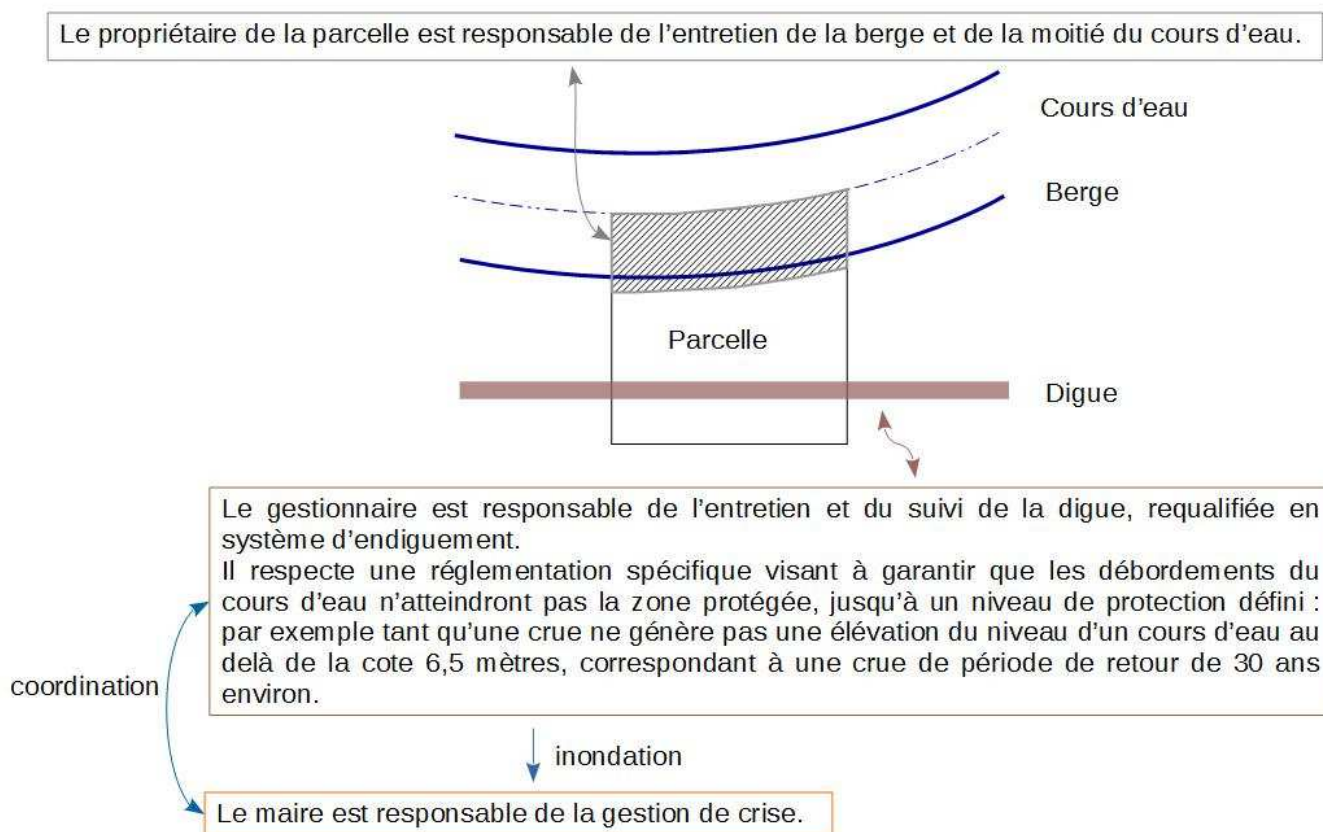 Le propriétaire de la parcelle est responsable de l'entretien de la berge et de la moitié du cours d'eau.
Cours d'eau
Berge
Parcelle
Digue
Le gestionnaire est responsable de l'entretien et du suivi de la digue, requalifiée en
système d'endiguement.
Il respecte une réglementation spécifique visant à garantir que les débordements du
cours d'eau n'atteindront pas la zone protégée, jusqu'à un niveau de protection défini :
par exemple tant qu'une crue ne génère pas une élévation du niveau d'un cours d'eau au
delà de la cote 6,5 mètres, correspondant à une crue de période de retour de 30 ans
environ.
coordination
inondation
Le maire est responsable de la gestion de crise.